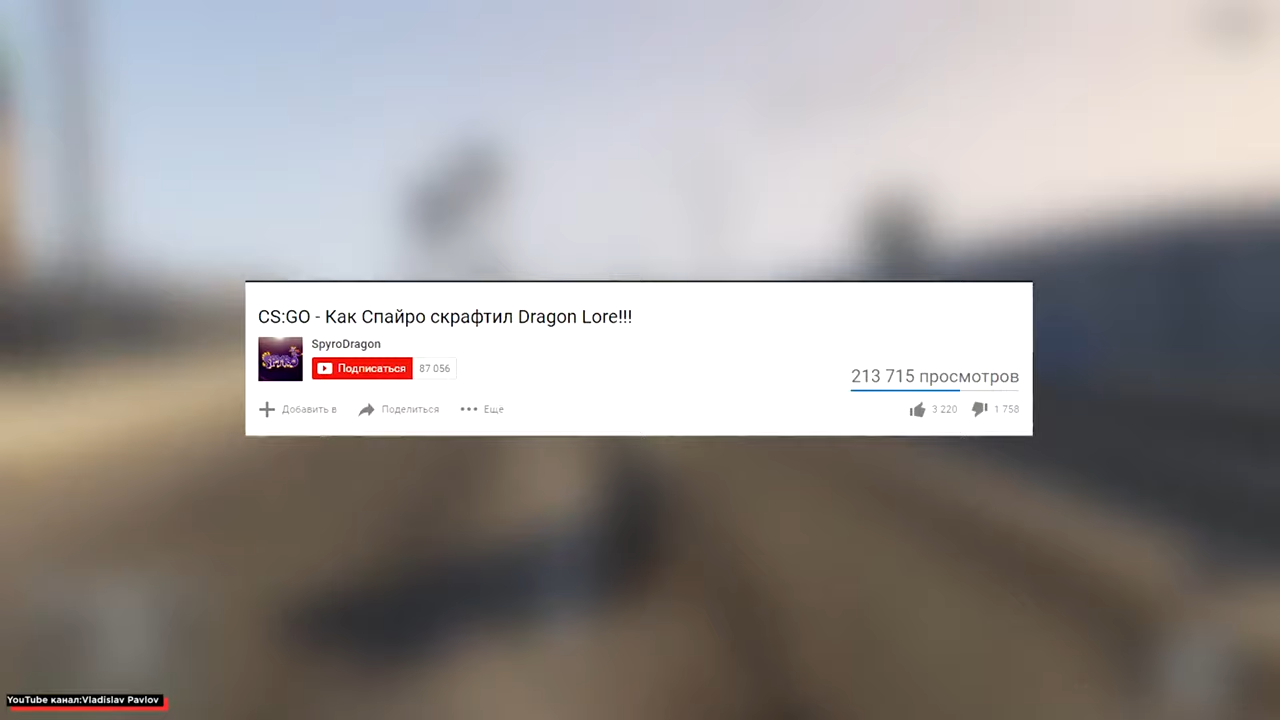 CS:GO - Как Спайро скрафтил Dragon Lore!!!
SPYRO
SpyroDragon
Подписаться 87 056
213 715 просмотров
Добавить в Поделиться Еще 3 220 1 758
YouTube канал:Vladislav Pavlov